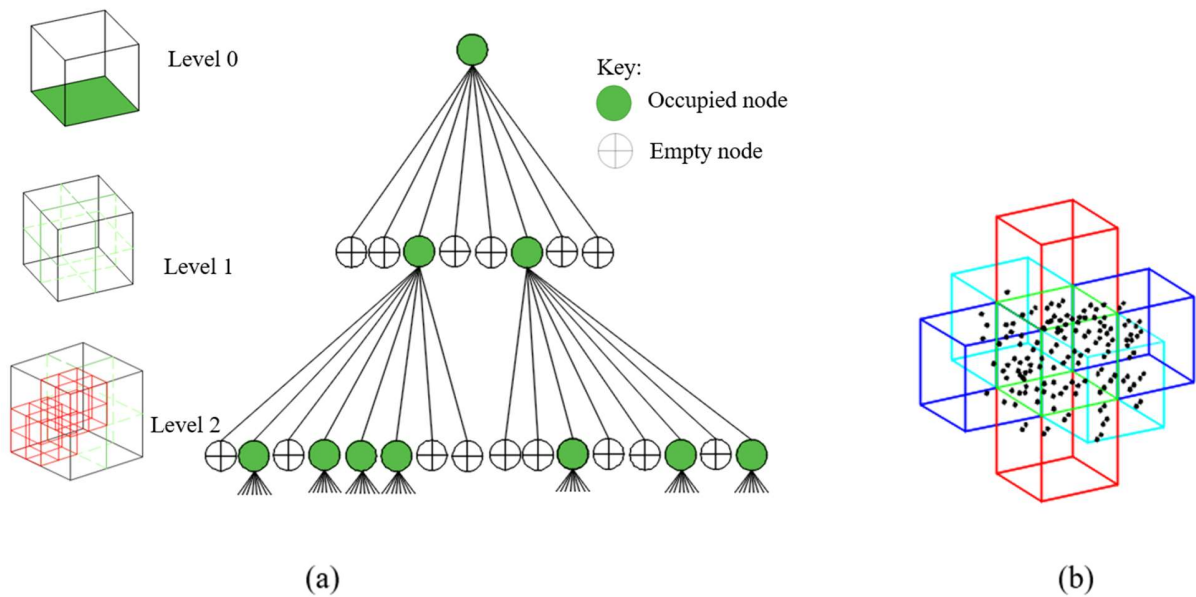 Level 0
Key:
Occupied node
Empty node
Level 1
Level 2
(a)
(b)